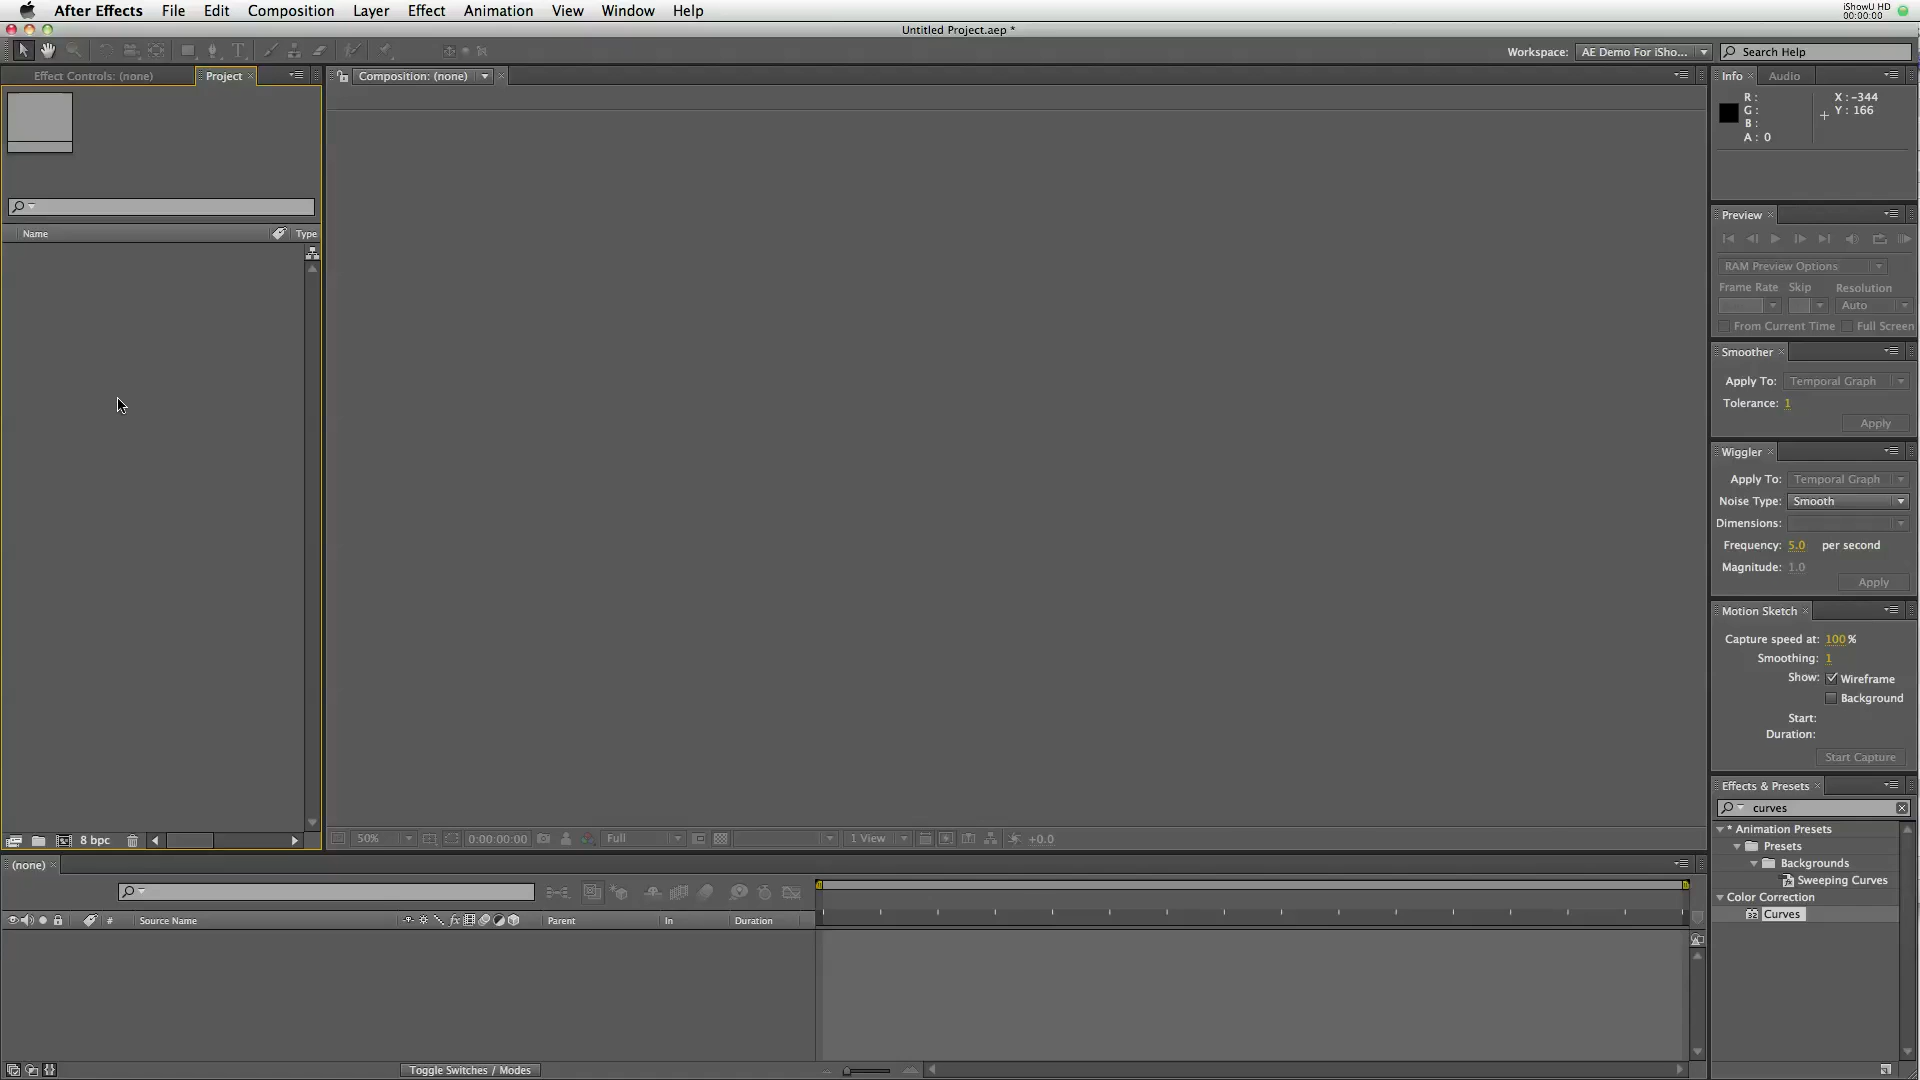 After Effects File Edit Composition Layer Effect Animation View Window Help
iShowU HD
00:00:00
Untitled Project.aep *
Workspace: AE Demo For iSho... Search Help
Effect Controls: (none) Project
Composition: (none)
Info Audio
R :
G :
B :
A : 0
X : -344
Y : 166
Name Type
Preview
RAM Preview Options
Frame Rate Skip Resolution
Auto
From Current Time Full Screen
Smoother
Apply To: Temporal Graph
Tolerance: 1
Apply
Wiggler
Apply To: Temporal Graph
Noise Type: Smooth
Dimensions:
Frequency: 5.0 per second
Magnitude: 1.0
Apply
Motion Sketch
Capture speed at: 100 %
Smoothing: 1
Show: Wireframe
Background
Start:
Duration:
Start Capture
Effects & Presets
curves
* Animation Presets
Presets
Backgrounds
Sweeping Curves
Color Correction
32 Curves
8 bpc
50% 0:00:00:00 Full 1 View +0.0
(none)
# Source Name fx Parent In Duration
Toggle Switches / Modes